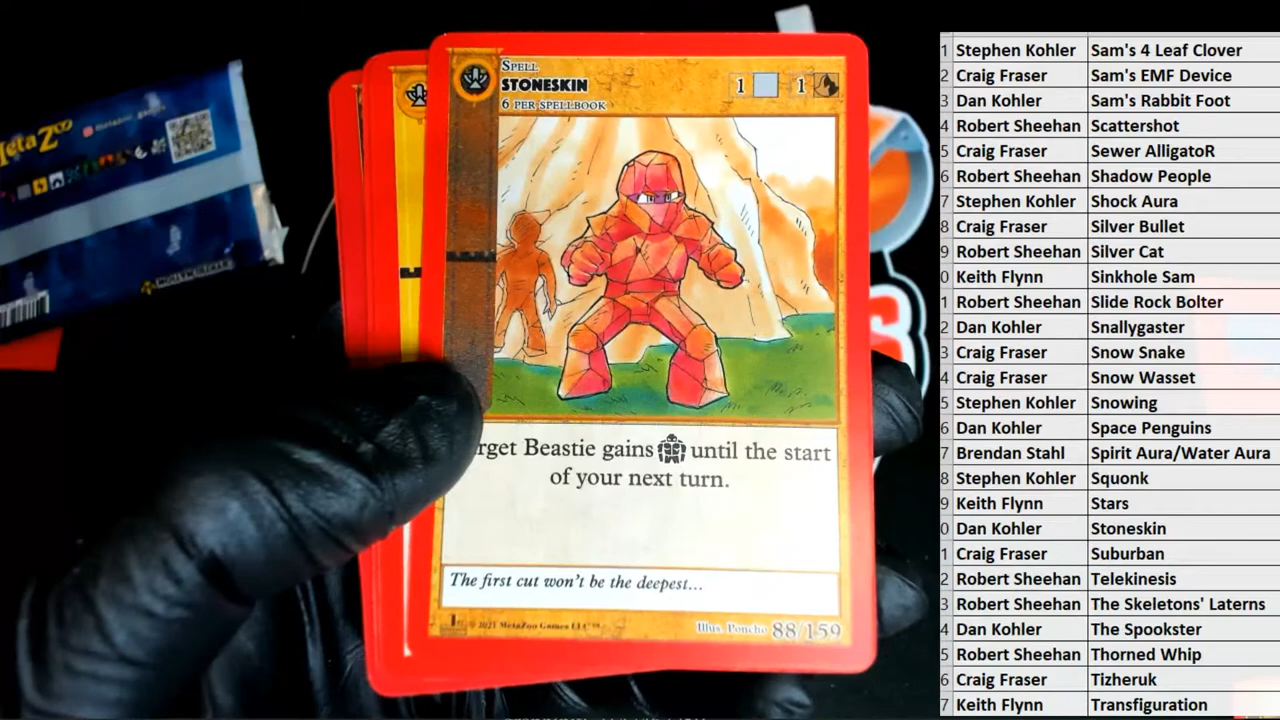 MetaZoo
SPELL
STONESKIN
6 PER SPELLBOOK
1 1
rget Beastie gains until the start
of your next turn.
The first cut won't be the deepest...
© 2021 MetaZoo Games LLC
Illus. Ponche 88/159
1 Stephen Kohler Sam's 4 Leaf Clover
2 Craig Fraser Sam's EMF Device
3 Dan Kohler Sam's Rabbit Foot
4 Robert Sheehan Scattershot
5 Craig Fraser Sewer AlligatoR
6 Robert Sheehan Shadow People
7 Stephen Kohler Shock Aura
8 Craig Fraser Silver Bullet
9 Robert Sheehan Silver Cat
0 Keith Flynn Sinkhole Sam
1 Robert Sheehan Slide Rock Bolter
2 Dan Kohler Snallygaster
3 Craig Fraser Snow Snake
4 Craig Fraser Snow Wasset
5 Stephen Kohler Snowing
6 Dan Kohler Space Penguins
7 Brendan Stahl Spirit Aura/Water Aura
8 Stephen Kohler Squonk
9 Keith Flynn Stars
0 Dan Kohler Stoneskin
1 Craig Fraser Suburban
2 Robert Sheehan Telekinesis
3 Robert Sheehan The Skeletons' Laterns
4 Dan Kohler The Spookster
5 Robert Sheehan Thorned Whip
6 Craig Fraser Tizheruk
7 Keith Flynn Transfiguration